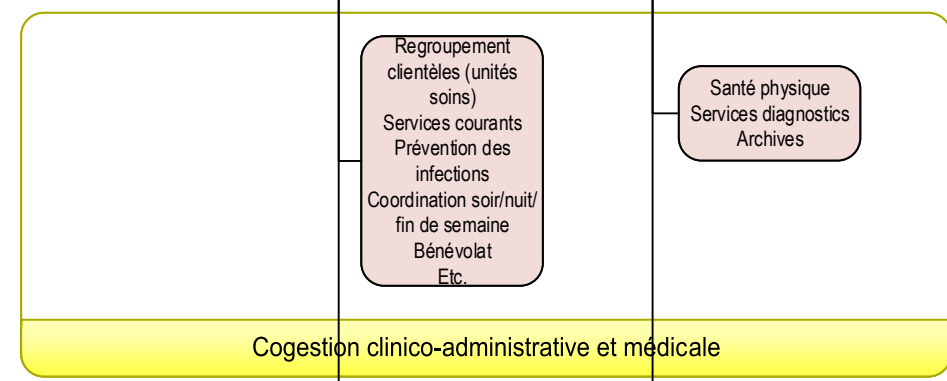 Regroupement
clientèles (unités
soins)
Services courants
Prévention des
infections
Coordination soir/nuit/
fin de semaine
Bénévolat
Etc.
Santé physique
Services diagnostics
Archives
Cogestion clinico-administrative et médicale